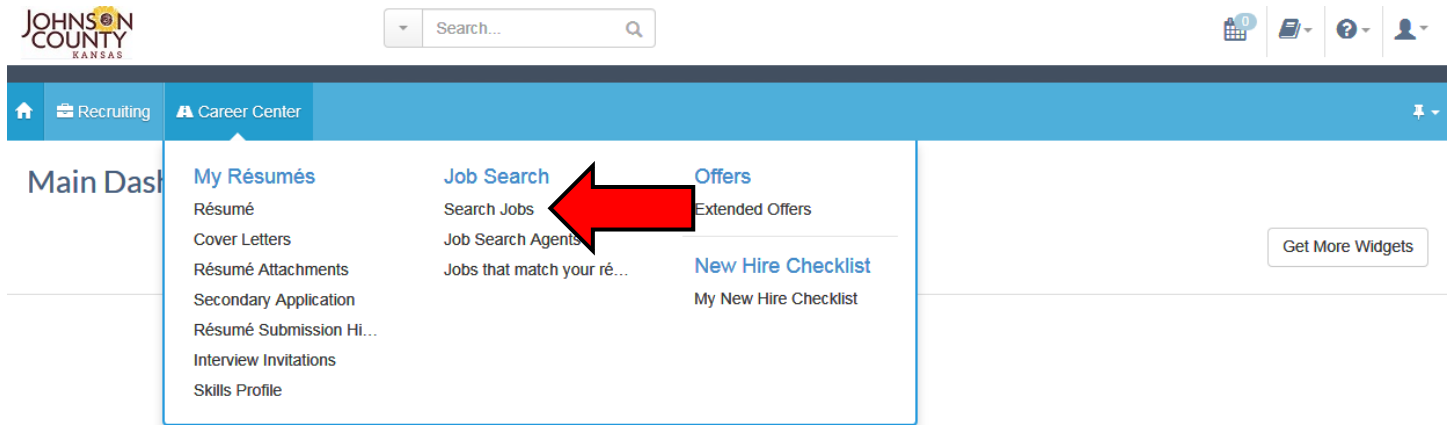 JOHNSON
COUNTY
KANSAS
Search...
0
Recruiting
Career Center
Main Dash
My Résumés
Résumé
Cover Letters
Résumé Attachments
Secondary Application
Résumé Submission Hi...
Interview Invitations
Skills Profile
Job Search
Search Jobs
Job Search Agents
Jobs that match your ré...
Offers
Extended Offers
New Hire Checklist
My New Hire Checklist
Get More Widgets